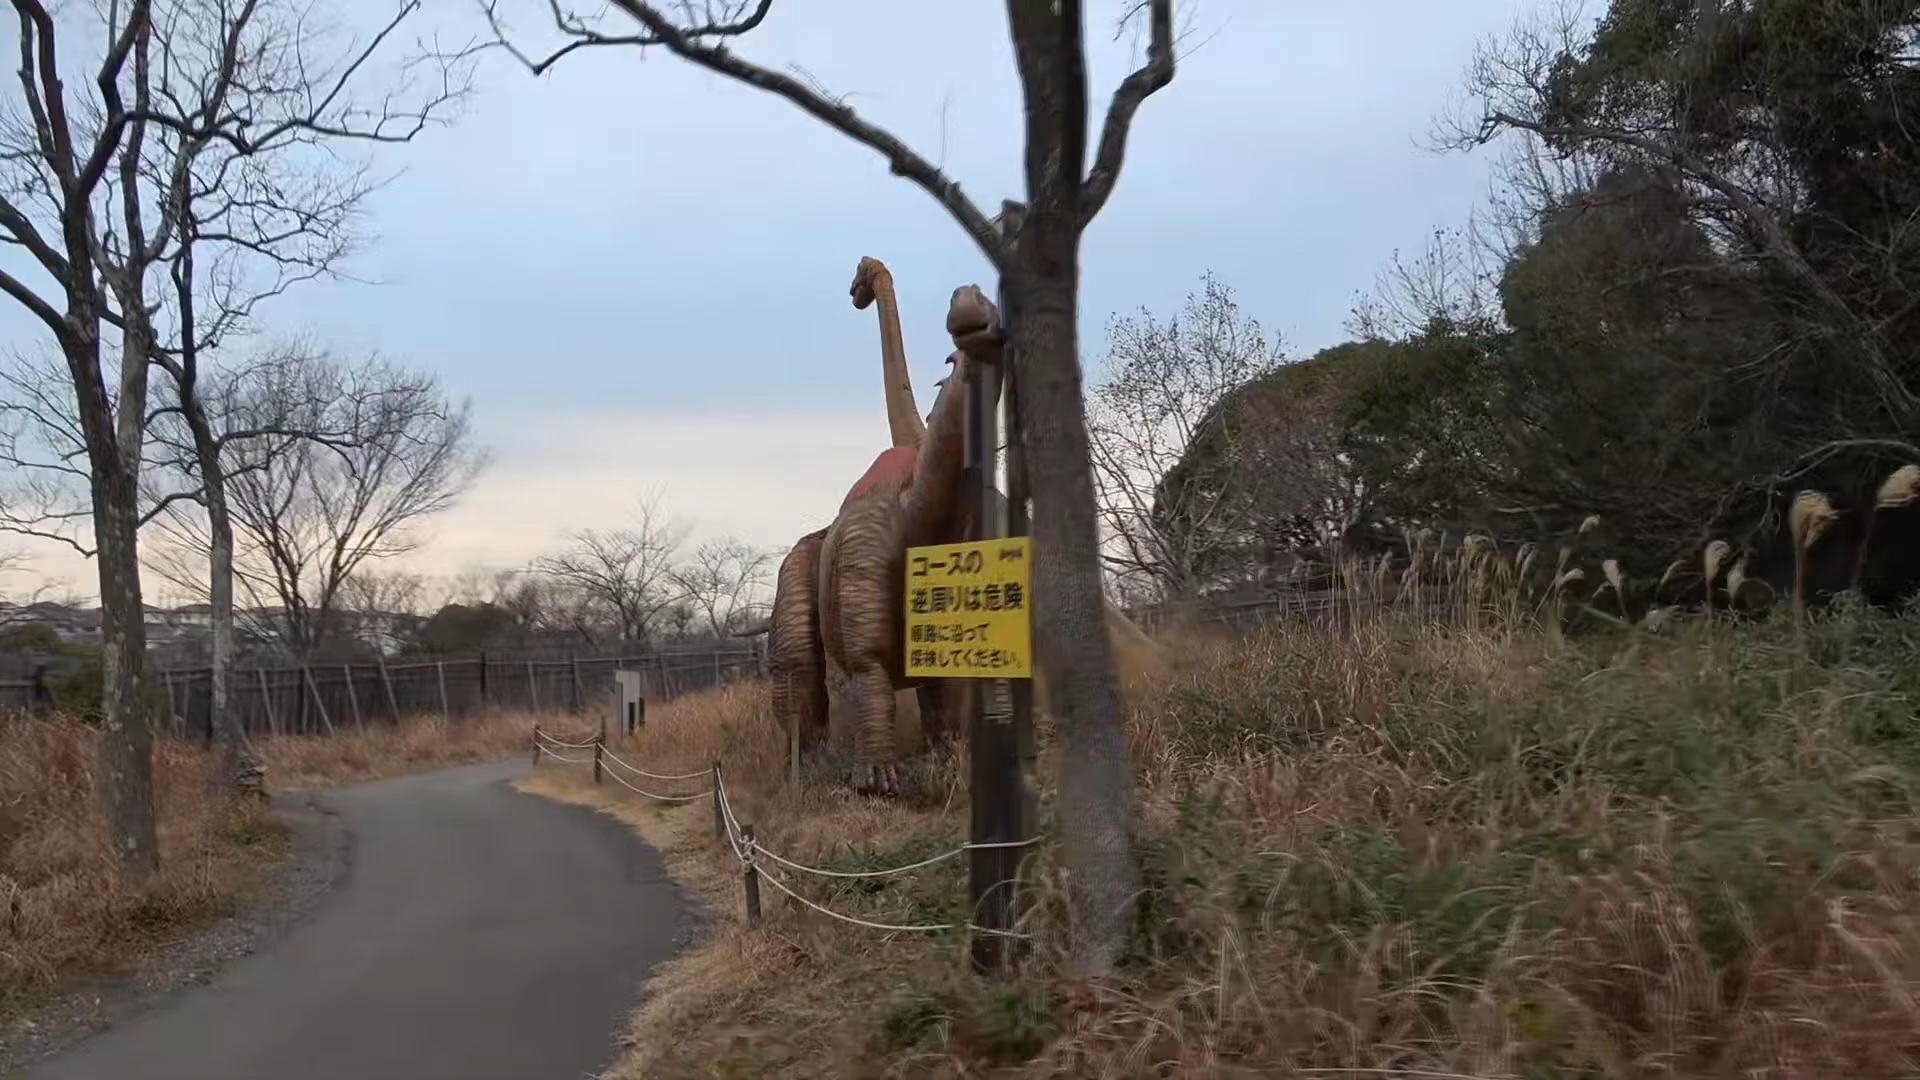 コースの
逆周りは危険
順路に沿って
探検してください。